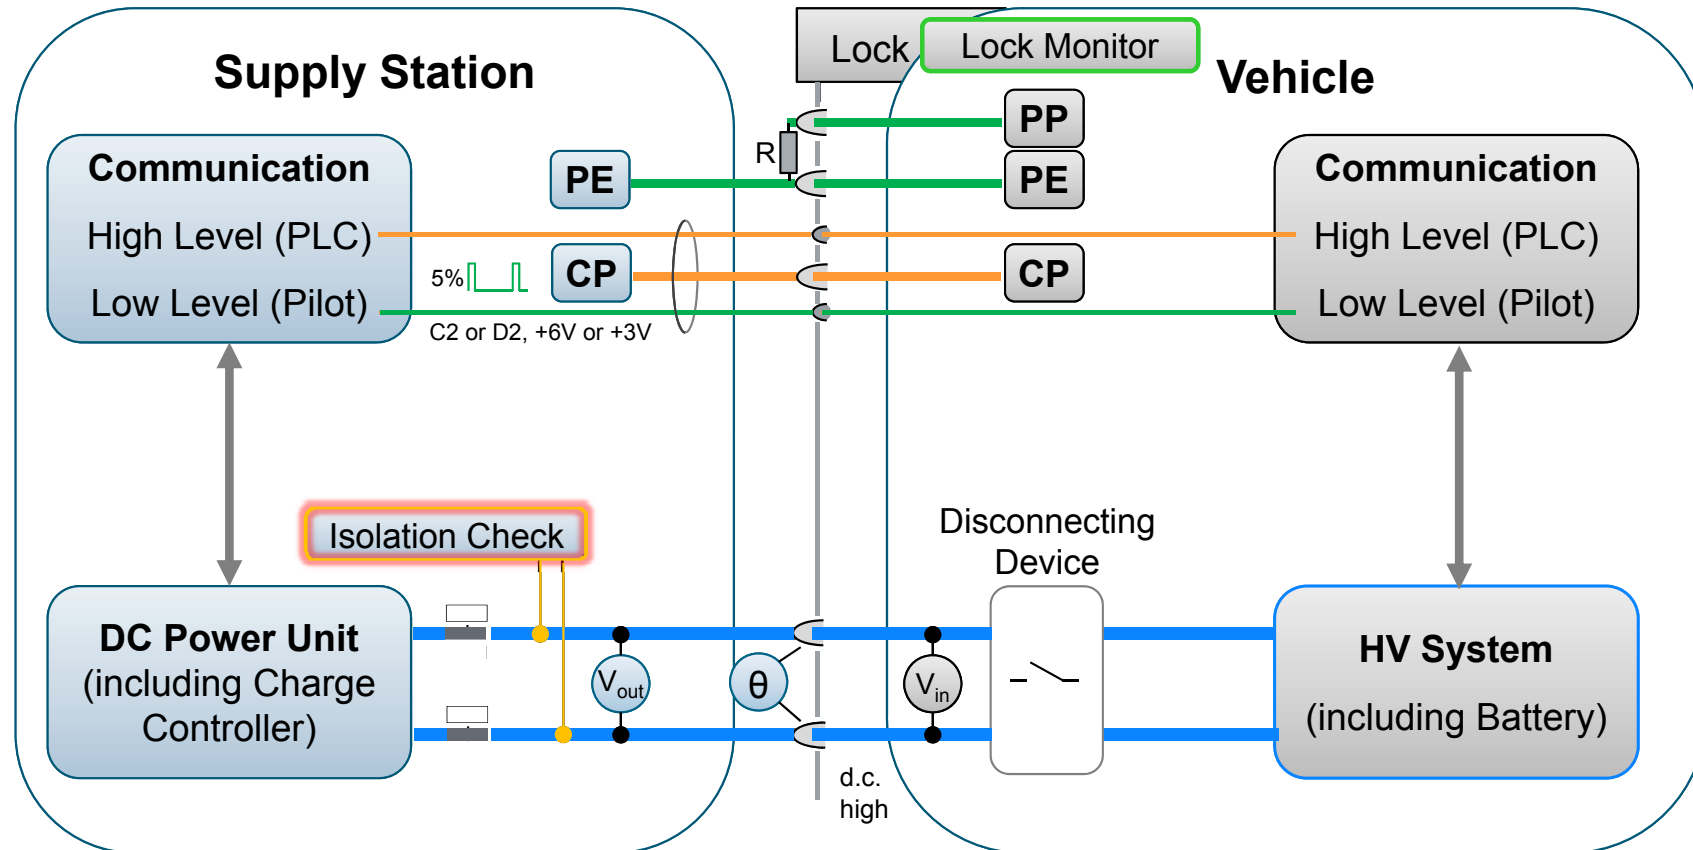 Lock
Lock Monitor
Supply Station
Vehicle
PP
R
PE
PE
Communication
High Level (PLC)
Low Level (Pilot)
5%
CP
C2 or D2, +6V or +3V
CP
Communication
High Level (PLC)
Low Level (Pilot)
Isolation Check
Disconnecting
Device
DC Power Unit
(including Charge
Controller)
Vout
θ
Vin
HV System
(including Battery)
d.c.
high